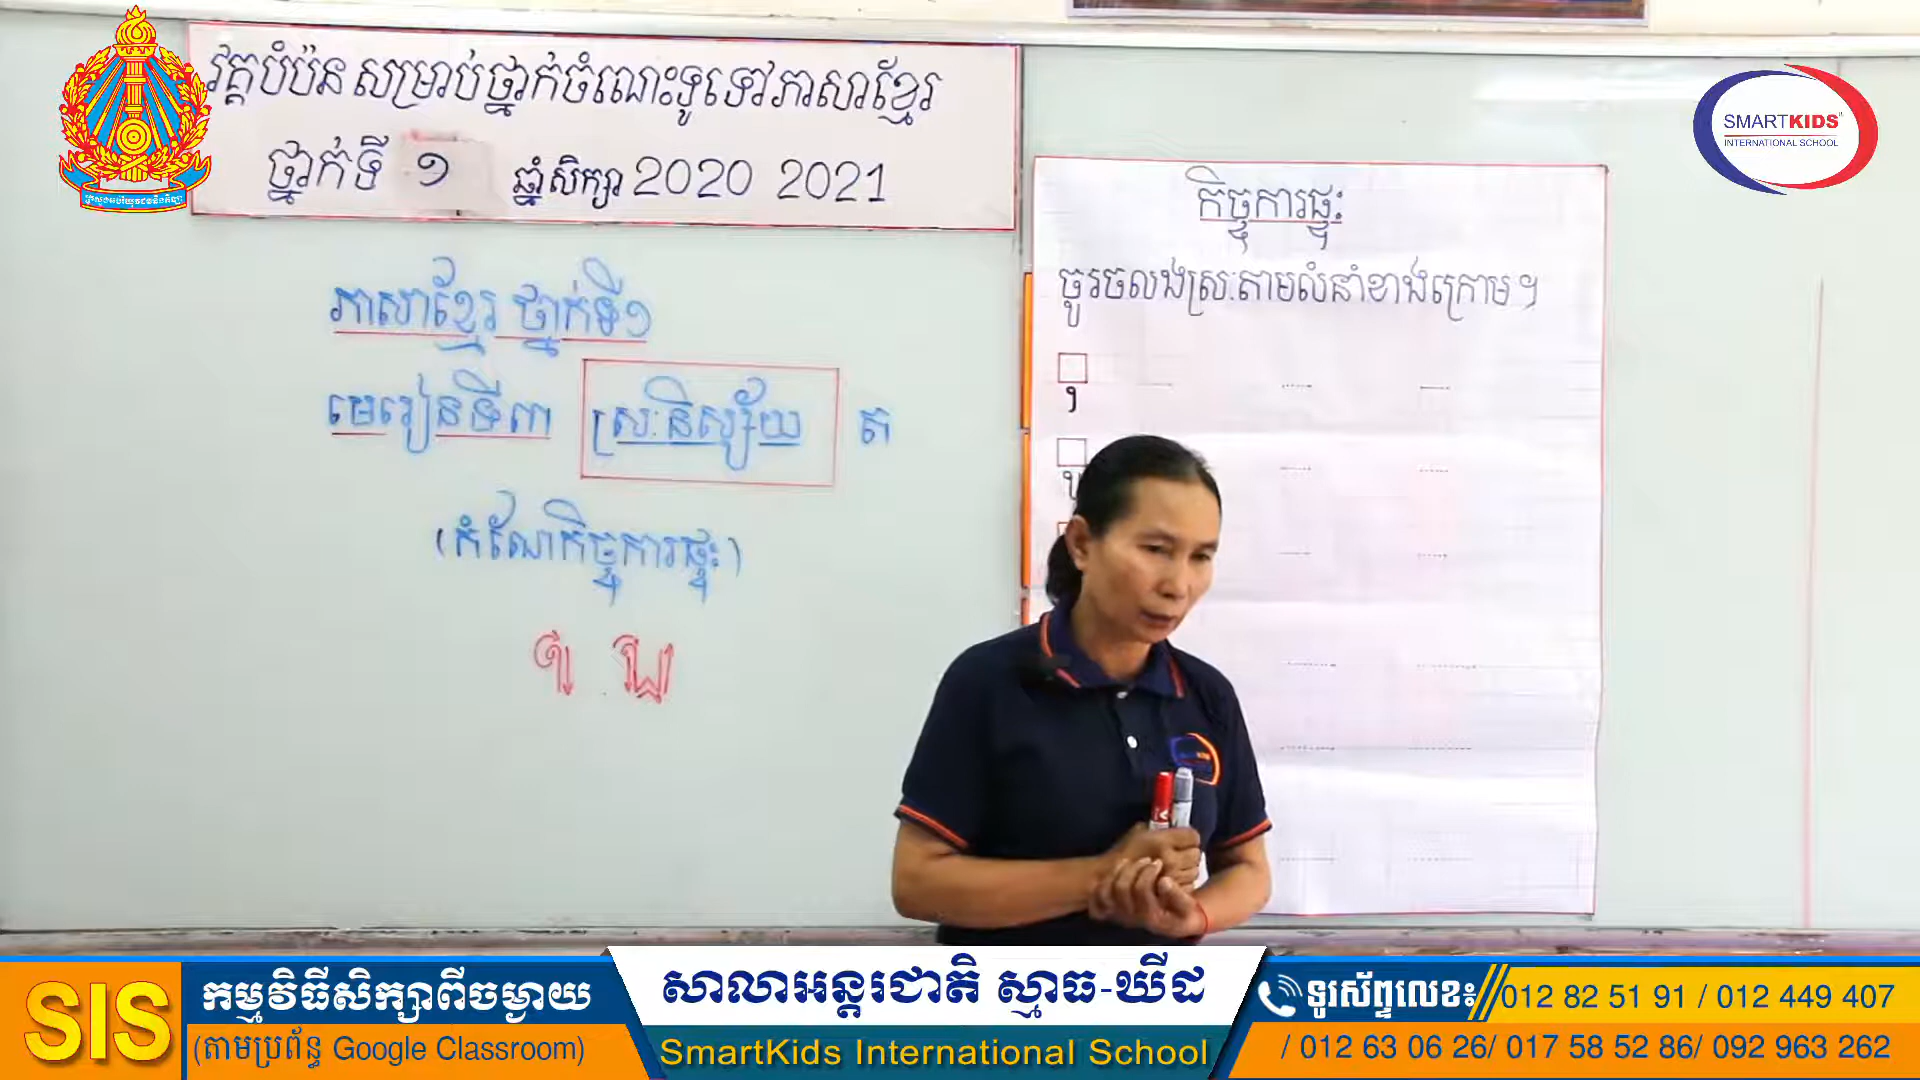 វគ្គបំប៉នសម្រាប់ថ្នាក់ចំណេះទូទៅភាសាខ្មែរ
ថ្នាក់ទី ១ ឆ្នាំសិក្សា 2020 2021
SMARTKIDS
INTERNATIONAL SCHOOL
ភាសាខ្មែរ ថ្នាក់ទី១
មេរៀនទី៣ ស្រៈនិស្ស័យ ត
(កំណែកិច្ចការផ្ទះ)
កិច្ចការផ្ទះ
ចូរចលងស្រៈតាមលំនាំខាងក្រោម។
SIS
កម្មវិធីសិក្សាពីចម្ងាយ
(តាមប្រព័ន្ធ Google Classroom)
សាលាអន្តរជាតិ ស្មាធ-ឃីដ
SmartKids International School
ទូរស័ព្ទលេខ៖ 012 82 51 91 / 012 449 407
/ 012 63 06 26/ 017 58 52 86/ 092 963 262